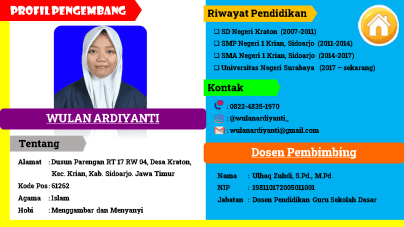 PROFIL PENGEMBANG
WULAN ARDIYANTI
Tentang
Alamat : Dusun Parengan RT 17 RW 04, Desa Kraton,
Kec. Krian, Kab. Sidoarjo. Jawa Timur
Kode Pos : 61262
Agama : Islam
Hobi : Menggambar dan Menyanyi
Riwayat Pendidikan
SD Negeri Kraton (2007-2011)
SMP Negeri 1 Krian, Sidoarjo (2011-2014)
SMA Negeri 1 Krian, Sidoarjo (2014-2017)
Universitas Negeri Surabaya (2017 – sekarang)
Kontak
: 0822-4835-1970
: @wulanardiyanti_
: wulanardiyanti@gmail.com
Dosen Pembimbing
Nama : Ulhaq Zuhdi, S.Pd., M.Pd
NIP : 198110172005011001
Jabatan : Dosen Pendidikan Guru Sekolah Dasar